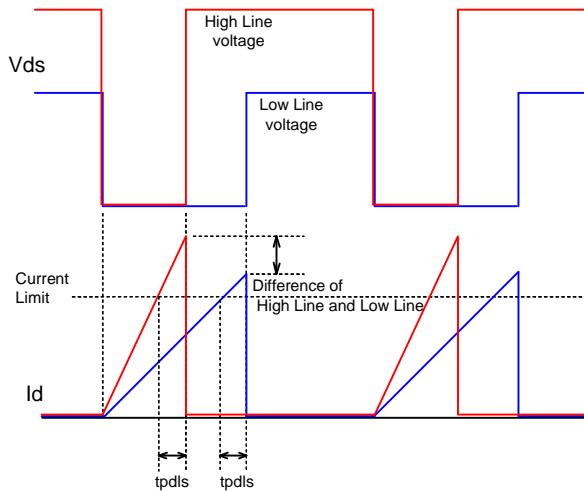 High Line
voltage
Vds
Low Line
voltage
Current
Limit
Difference of
High Line and Low Line
Id
tpdls
tpdls